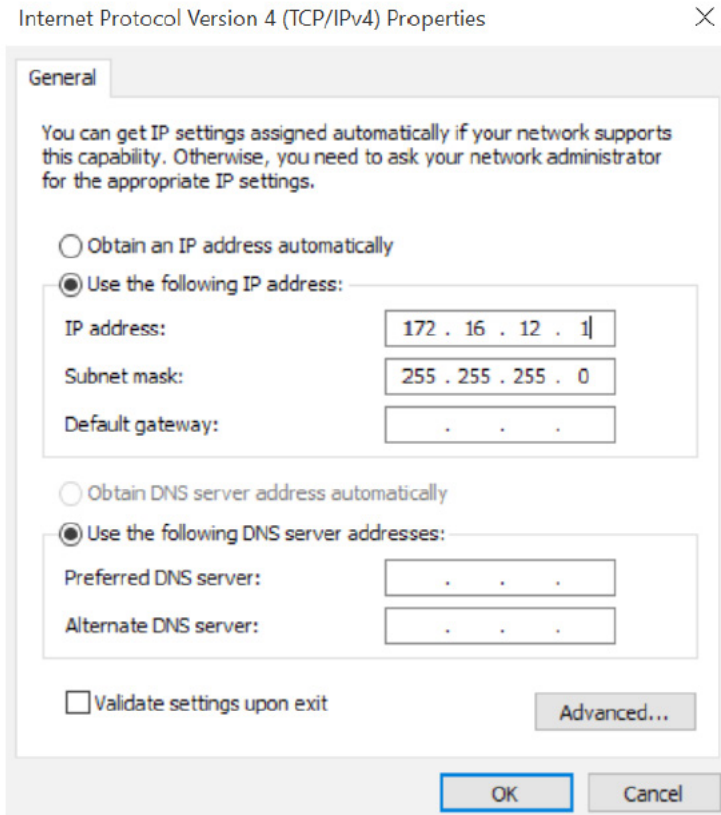 Internet Protocol Version 4 (TCP/IPv4) Properties
General
You can get IP settings assigned automatically if your network supports
this capability. Otherwise, you need to ask your network administrator
for the appropriate IP settings.
Obtain an IP address automatically
Use the following IP address:
IP address: 172 . 16 . 12 . 1
Subnet mask: 255 . 255 . 255 . 0
Default gateway: . . .
Obtain DNS server address automatically
Use the following DNS server addresses:
Preferred DNS server: . . .
Alternate DNS server: . . .
Validate settings upon exit
Advanced...
OK Cancel